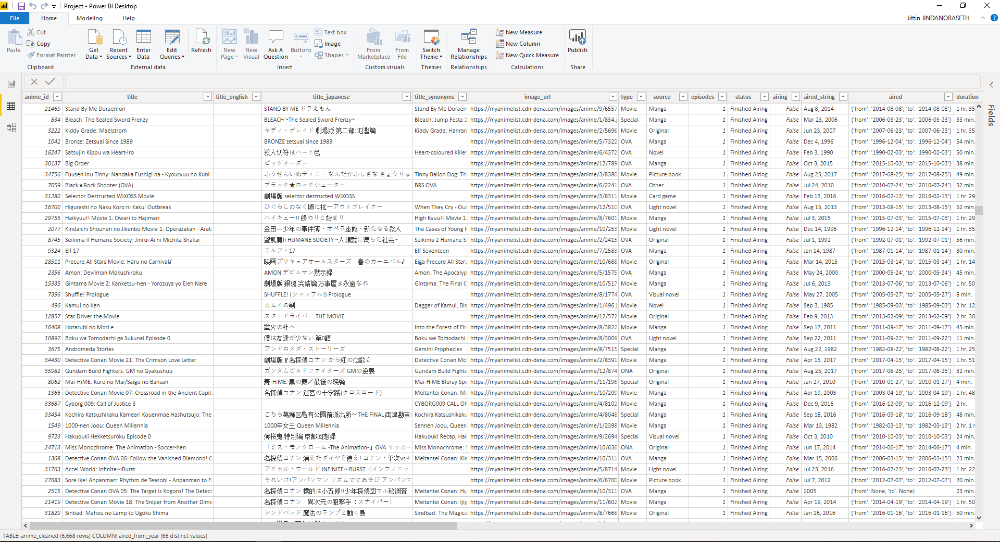 Project - Power BI Desktop
File Home Modeling Help Jittin JINDANORASETH
Paste
Cut
Copy
Format Painter
Clipboard
Get Data
Recent Sources
Enter Data
Edit Queries
External data
Refresh
New Page
New Visual
Ask A Question
Buttons
Text box
Image
Shapes
Insert
From Marketplace
From File
Custom visuals
Switch Theme
Themes
Manage Relationships
Relationships
New Measure
New Column
New Quick Measure
Calculations
Publish
Share
Fields
anime_id title title_english title_japanese title_synonyms image_url type source episodes status airing aired_string aired duration
21469 Stand By Me Doraemon STAND BY ME ドラえもん Stand By Me Doraem https://myanimelist.cdn-dena.com/images/anime/9/6557 Movie Manga 1 Finished Airing False Aug 8, 2014 {'from': '2014-08-08', 'to': '2014-08-08'} 1 hr. 35
834 Bleach: The Sealed Sword Frenzy BLEACH ~The Sealed Sword Frenzy~ Bleach: Jump Festa 2 https://myanimelist.cdn-dena.com/images/anime/1/834.j Special Manga 1 Finished Airing False Mar 23, 2006 {'from': '2006-03-23', 'to': '2006-03-23'} 33 min.
3222 Kiddy Grade: Maelstrom キディ・グレイド 劇場版 第二部: 氾濫篇 Kiddy Grade: Hanran https://myanimelist.cdn-dena.com/images/anime/2/5696 Movie Original 1 Finished Airing False Jun 23, 2007 {'from': '2007-06-23', 'to': '2007-06-23'} 1 hr. 35
1042 Bronze: Zetsuai Since 1989 BRONZE zetsuai since 1989 https://myanimelist.cdn-dena.com/images/anime/5/7322 OVA Manga 1 Finished Airing False Dec 4, 1996 {'from': '1996-12-04', 'to': '1996-12-04'} 54 min.
16247 Satsujin Kippu wa Heart-iro 殺人切符はハート色 Heart-coloured Killer https://myanimelist.cdn-dena.com/images/anime/6/4372 OVA Novel 1 Finished Airing False Feb 3, 1990 {'from': '1990-02-03', 'to': '1990-02-03'} 50 min.
30137 Big Order ビッグオーダー https://myanimelist.cdn-dena.com/images/anime/12/789 OVA Manga 1 Finished Airing False Oct 3, 2015 {'from': '2015-10-03', 'to': '2015-10-03'} 38 min.
34756 Fuusen Inu Tinny: Nandaka Fushigi na - Kyouryuu no Kuni ふうせんいぬティニー なんだかふしぎな きょうりゅ Tinny Ballon Dog: Th https://myanimelist.cdn-dena.com/images/anime/3/8380 Movie Picture book 1 Finished Airing False Aug 25, 2017 {'from': '2017-08-25', 'to': '2017-08-25'} 49 min.
7059 Black★Rock Shooter (OVA) ブラック★ロックシューター BRS OVA https://myanimelist.cdn-dena.com/images/anime/6/2241 OVA Other 1 Finished Airing False Jul 24, 2010 {'from': '2010-07-24', 'to': '2010-07-24'} 52 min.
31280 Selector Destructed WIXOSS Movie 劇場版 selector destructed WIXOSS https://myanimelist.cdn-dena.com/images/anime/3/8311 Movie Card game 1 Finished Airing False Feb 13, 2016 {'from': '2016-02-13', 'to': '2016-02-13'} 1 hr. 29
16700 Higurashi no Naku Koro ni Kaku: Outbreak ひぐらしのなく頃に拡～アウトブレイク～ When They Cry - Out https://myanimelist.cdn-dena.com/images/anime/12/510 OVA Light novel 1 Finished Airing False Aug 15, 2013 {'from': '2013-08-15', 'to': '2013-08-15'} 52 min.
29755 Haikyuu!! Movie 1: Owari to Hajimari ハイキュー!! 終わりと始まり High Kyuu!! Movie 1 https://myanimelist.cdn-dena.com/images/anime/8/7601 Movie Manga 1 Finished Airing False Jul 3, 2015 {'from': '2015-07-03', 'to': '2015-07-03'} 1 hr. 29
2077 Kindaichi Shounen no Jikenbo Movie 1: Operazakan - Arat 金田一少年の事件簿・オペラ座館・新たなる殺人 The Cases of Young K https://myanimelist.cdn-dena.com/images/anime/10/253 Movie Light novel 1 Finished Airing False Dec 14, 1996 {'from': '1996-12-14', 'to': '1996-12-14'} 1 hr. 35
8745 Seikima II Humane Society: Jinrui Ai ni Michita Shakai 聖飢魔II HUMANE SOCIETY ~人類愛に満ちた社会~ Seikima 2 Humane S https://myanimelist.cdn-dena.com/images/anime/2/2415 OVA Original 1 Finished Airing False Jul 1, 1992 {'from': '1992-07-01', 'to': '1992-07-01'} 56 min.
9324 Elf 17 エルフ・17 Elf Seventeen https://myanimelist.cdn-dena.com/images/anime/7/2583 OVA Manga 1 Finished Airing False Jan 14, 1987 {'from': '1987-01-14', 'to': '1987-01-14'} 30 min.
28511 Precure All Stars Movie: Haru no Carnival♪ 映画プリキュアオールスターズ　春のカーニバル♪ Eiga Precure All Stars https://myanimelist.cdn-dena.com/images/anime/10/688 Movie Original 1 Finished Airing False Mar 14, 2015 {'from': '2015-03-14', 'to': '2015-03-14'} 1 hr. 14
2356 Amon: Devilman Mokushiroku AMON デビルマン黙示録 Amon: The Apocalyp https://myanimelist.cdn-dena.com/images/anime/5/1575 OVA Manga 1 Finished Airing False May 24, 2000 {'from': '2000-05-24', 'to': '2000-05-24'} 45 min.
15335 Gintama Movie 2: Kanketsu-hen - Yorozuya yo Eien Nare 劇場版 銀魂 完結篇 万事屋よ永遠なれ Gintama: The Final C https://myanimelist.cdn-dena.com/images/anime/10/517 Movie Manga 1 Finished Airing False Jul 6, 2013 {'from': '2013-07-06', 'to': '2013-07-06'} 1 hr. 50
7396 Shuffle! Prologue SHUFFLE! (シャッフル!) Prologue https://myanimelist.cdn-dena.com/images/anime/8/1774 OVA Visual novel 1 Finished Airing False May 27, 2005 {'from': '2005-05-27', 'to': '2005-05-27'} 8 min.
496 Kamui no Ken カムイの剣 Dagger of Kamui, Bla https://myanimelist.cdn-dena.com/images/anime/1/496.j Movie Novel 1 Finished Airing False Sep 3, 1985 {'from': '1985-09-03', 'to': '1985-09-03'} 2 hr. 12
12857 Star Driver the Movie スタードライバー THE MOVIE https://myanimelist.cdn-dena.com/images/anime/12/572 Movie Original 1 Finished Airing False Feb 9, 2013 {'from': '2013-02-09', 'to': '2013-02-09'} 2 hr. 30
10408 Hotarubi no Mori e 蛍火の杜へ Into the Forest of Fir https://myanimelist.cdn-dena.com/images/anime/8/3822 Movie Manga 1 Finished Airing False Sep 17, 2011 {'from': '2011-09-17', 'to': '2011-09-17'} 45 min.
10897 Boku wa Tomodachi ga Sukunai Episode 0 僕は友達が少ない 第0話 Boku wa Tomodachi https://myanimelist.cdn-dena.com/images/anime/8/3009 OVA Light novel 1 Finished Airing False Sep 22, 2011 {'from': '2011-09-22', 'to': '2011-09-22'} 11 min.
3675 Andromeda Stories アンドロメダ・ストーリーズ Gemini Prophecies https://myanimelist.cdn-dena.com/images/anime/8/7515 Special Manga 1 Finished Airing False Aug 22, 1982 {'from': '1982-08-22', 'to': '1982-08-22'} 1 hr. 25
34430 Detective Conan Movie 21: The Crimson Love Letter 劇場版『名探偵コナン から紅の恋歌』 Detective Conan Mo https://myanimelist.cdn-dena.com/images/anime/2/8391 Movie Manga 1 Finished Airing False Apr 15, 2017 {'from': '2017-04-15', 'to': '2017-04-15'} 1 hr. 51
35982 Gundam Build Fighters: GM no Gyakushuu ガンダムビルドファイターズ GMの逆襲 Gundam Build Fighte https://myanimelist.cdn-dena.com/images/anime/12/874 ONA Original 1 Finished Airing False Aug 25, 2017 {'from': '2017-08-25', 'to': '2017-08-25'} 32 min.
8062 Mai-HiME: Kuro no Mai/Saigo no Bansan 舞-HiME: 黒の舞／最後の晩餐 Mai-HiME Bluray Spe https://myanimelist.cdn-dena.com/images/anime/11/196 Special Original 1 Finished Airing False Jan 27, 2010 {'from': '2010-01-27', 'to': '2010-01-27'} 4 min.
1366 Detective Conan Movie 07: Crossroad in the Ancient Capit 名探偵コナン 迷宮の十字路(クロスロード) Meitantei Conan: Me https://myanimelist.cdn-dena.com/images/anime/10/209 Movie Manga 1 Finished Airing False Apr 19, 2003 {'from': '2003-04-19', 'to': '2003-04-19'} 1 hr. 48
33687 Cyborg 009: Call of Justice 3 CYBORG009 CALL OF https://myanimelist.cdn-dena.com/images/anime/4/8102 Movie Manga 1 Finished Airing False Dec 9, 2016 {'from': '2016-12-09', 'to': '2016-12-09'} 2 hr.
33454 Kochira Katsushikaku Kameari Kouenmae Hashutsujo: The こちら葛飾区亀有公園前派出所～THE FINAL 両津勘吉 Kochira Katsushikaku https://myanimelist.cdn-dena.com/images/anime/4/8048 Special Manga 1 Finished Airing False Sep 18, 2016 {'from': '2016-09-18', 'to': '2016-09-18'} 48 min.
1549 1000-nen Joou: Queen Millennia 1000年女王 Queen Millennia Sennen Joou, Queen https://myanimelist.cdn-dena.com/images/anime/1/2398 Movie Manga 1 Finished Airing False Mar 13, 1982 {'from': '1982-03-13', 'to': '1982-03-13'} 2 hr. 1
9723 Hakuouki Hekketsuroku Episode 0 薄桜鬼 特別編 京都回想録 Hakuouki Recap, Hak https://myanimelist.cdn-dena.com/images/anime/9/2694 Special Visual novel 1 Finished Airing False Oct 3, 2010 {'from': '2010-10-03', 'to': '2010-10-03'} 24 min.
24713 Miss Monochrome: The Animation - Soccer-hen 「ミス・モノクローム -The Animation-」OVA サッカー Miss Monochrome: https://myanimelist.cdn-dena.com/images/anime/10/636 ONA Original 1 Finished Airing False Jun 17, 2014 {'from': '2014-06-17', 'to': '2014-06-17'} 4 min.
1368 Detective Conan OVA 06: Follow the Vanished Diamond! C 名探偵コナン 消えたダイヤを追え! コナン・平次vsキ Meitantei Conan: Kie https://myanimelist.cdn-dena.com/images/anime/10/311 OVA Manga 1 Finished Airing False Mar 15, 2006 {'from': '2006-03-15', 'to': '2006-03-15'} 23 min.
31763 Accel World: Infinite∞Burst アクセル・ワールド INFINITE∞BURST（インフィニッ https://myanimelist.cdn-dena.com/images/anime/5/8714 Movie Light novel 1 Finished Airing False Jul 23, 2016 {'from': '2016-07-23', 'to': '2016-07-23'} 1 hr. 22
27683 Sore Ike! Anpanman: Rhythm de Teasobi - Anpanman to F それいけ!アンパンマン リズムでてあそび アンパンマ https://myanimelist.cdn-dena.com/images/anime/6/6700 Movie Picture book 1 Finished Airing False Jul 7, 2012 {'from': '2012-07-07', 'to': '2012-07-07'} 20 min.
2515 Detective Conan OVA 05: The Target is Kogoro! The Detect 名探偵コナン 標的は小五郎!!少年探偵団マル秘調査 Meitantei Conan: Hy https://myanimelist.cdn-dena.com/images/anime/10/311 OVA Manga 1 Finished Airing False 2005 {'from': None, 'to': None} 23 min.
21419 Detective Conan Movie 18: The Sniper from Another Dime 名探偵コナン　異次元の狙撃手（スナイパー） Meitantei Conan: Ijig https://myanimelist.cdn-dena.com/images/anime/11/602 Movie Manga 1 Finished Airing False Apr 19, 2014 {'from': '2014-04-19', 'to': '2014-04-19'} 1 hr. 50
31829 Sinbad: Mahou no Lamp to Ugoku Shima シンドバッド 魔法のランプと動く島 Sindbad: The Magica https://myanimelist.cdn-dena.com/images/anime/8/7668 Movie Original 1 Finished Airing False Jan 16, 2016 {'from': '2016-01-16', 'to': '2016-01-16'} 50 min.
TABLE: anime_cleaned (6,668 rows) COLUMN: aired_from_year (66 distinct values)